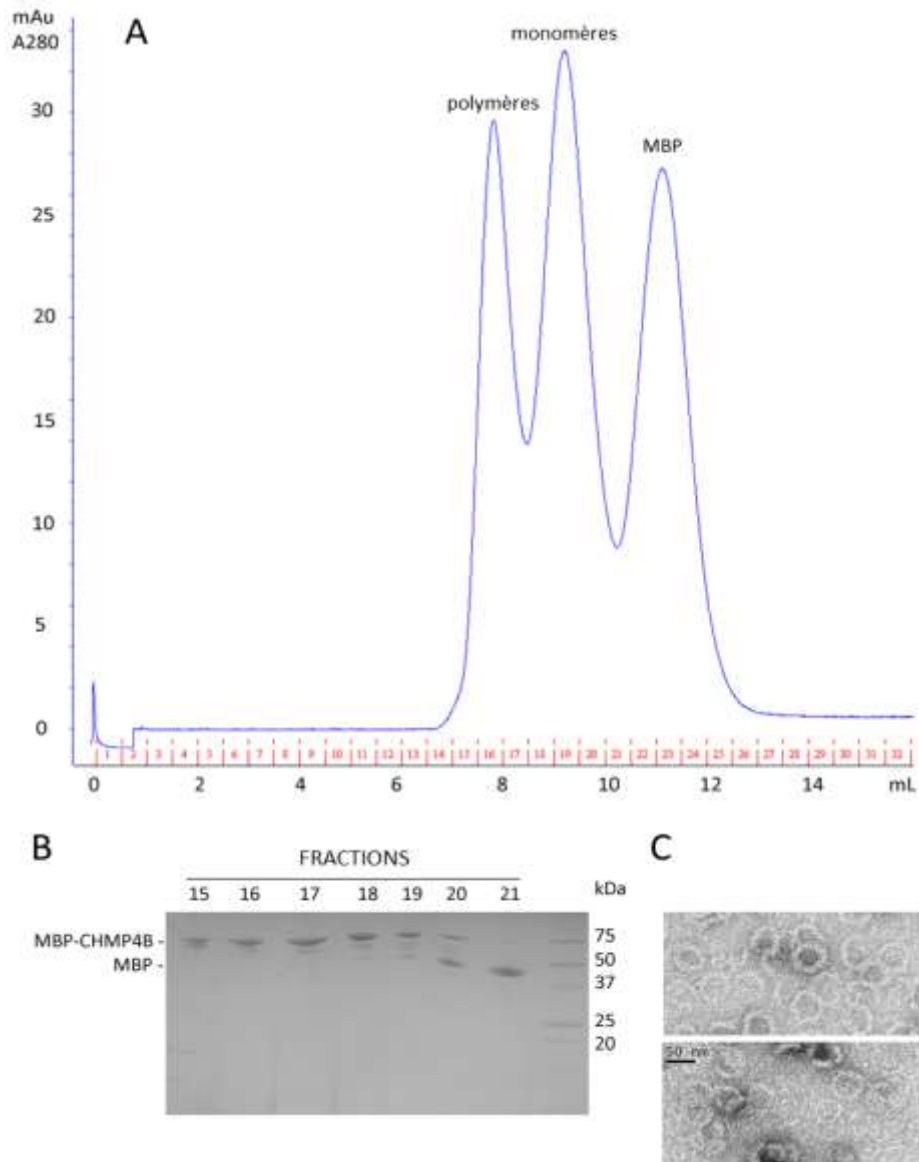 mAu
A280
A
monomères
polymères
MBP
30
25
20
15
10
5
0
1 2 3 4 5 6 7 8 9 10 11 12 13 14 15 16 17 18 19 20 21 22 23 24 25 26 27 28 29 30 31 32
0 2 4 6 8 10 12 14 mL
B
FRACTIONS
15 16 17 18 19 20 21
kDa
MBP-CHMP4B -
MBP -
75
50
37
25
20
C
50 nm